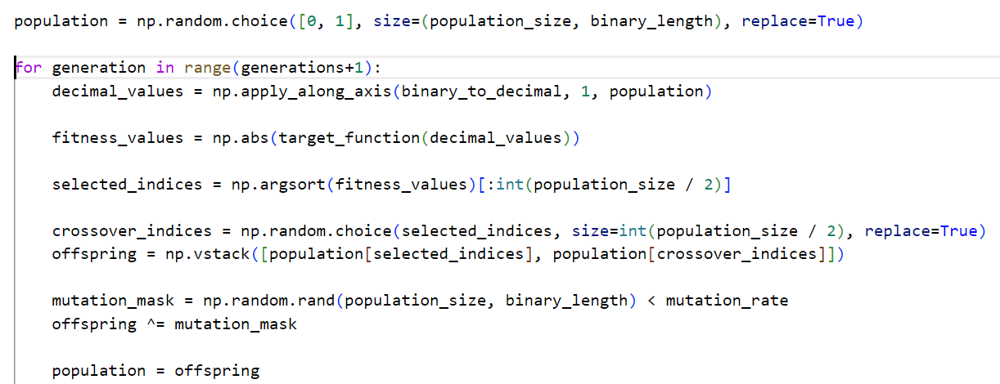 population = np.random.choice([0, 1], size=(population_size, binary_length), replace=True)
for generation in range(generations+1):
    decimal_values = np.apply_along_axis(binary_to_decimal, 1, population)
    fitness_values = np.abs(target_function(decimal_values))
    selected_indices = np.argsort(fitness_values)[:int(population_size / 2)]
    crossover_indices = np.random.choice(selected_indices, size=int(population_size / 2), replace=True)
    offspring = np.vstack([population[selected_indices], population[crossover_indices]])
    mutation_mask = np.random.rand(population_size, binary_length) < mutation_rate
    offspring ^= mutation_mask
    population = offspring